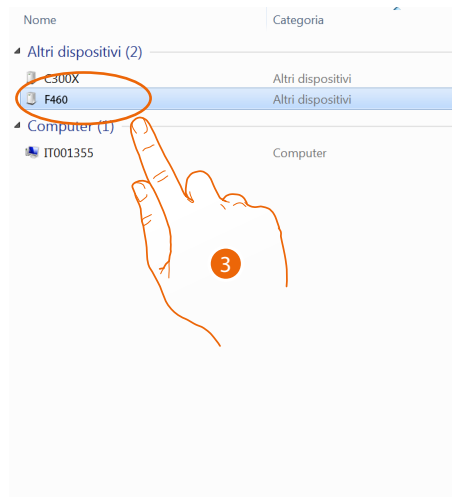 Nome Categoria
Altri dispositivi (2)
C300X Altri dispositivi
F460 Altri dispositivi
Computer (1)
IT001355 Computer
3